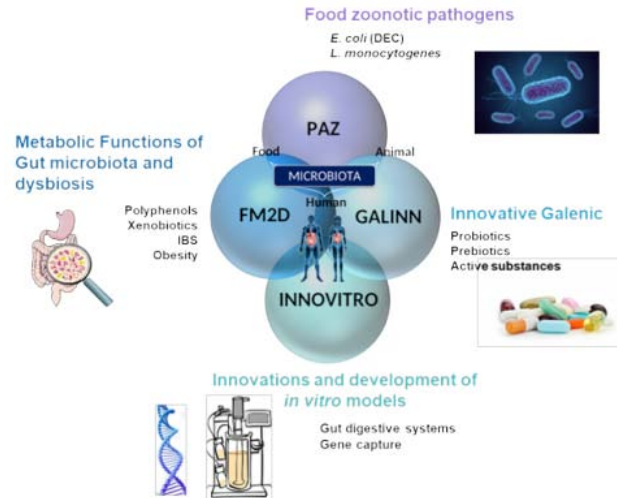 Food zoonotic pathogens
E. coli (DEC)
L. monocytogenes
PAZ
Food
Animal
MICROBIOTA
Human
FM2D
GALINN
INNOVITRO
Metabolic Functions of
Gut microbiota and
dysbiosis
Polyphenols
Xenobiotics
IBS
Obesity
Innovative Galenic
Probiotics
Prebiotics
Active substances
Innovations and development of
in vitro models
Gut digestive systems
Gene capture